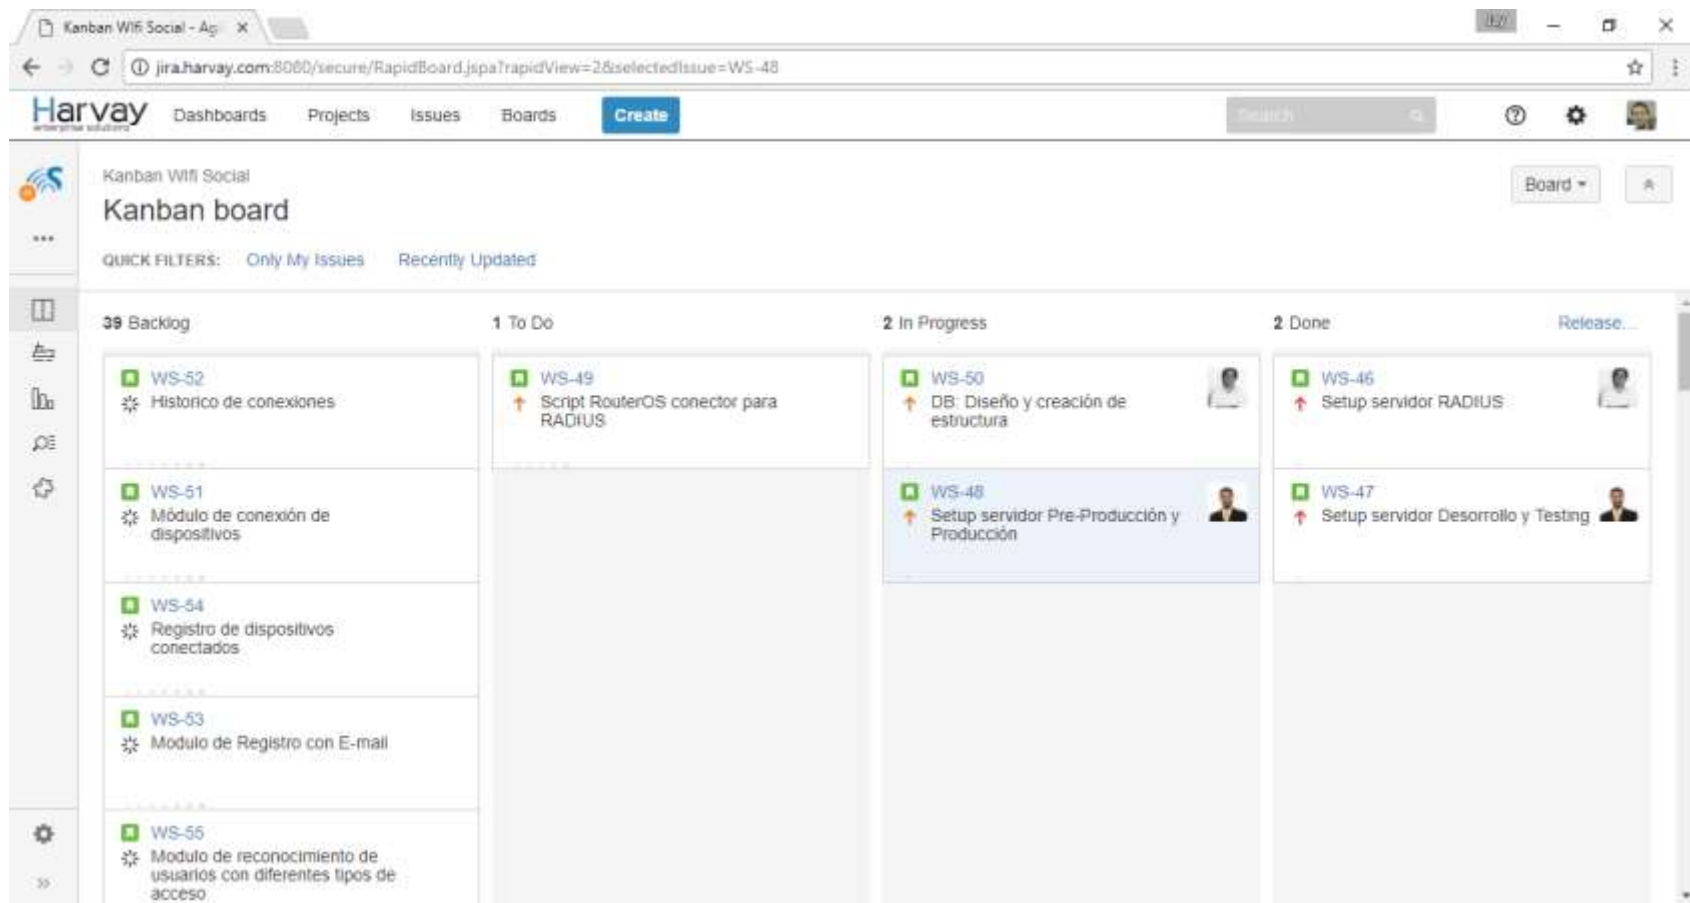 Kanban Wifi Social - Ag
jira.harvay.com:8080/secure/RapidBoard.jspa?rapidView=2&selectedIssue=WS-48
Harvay
enterprise solutions
Dashboards
Projects
Issues
Boards
Create
Search
Kanban Wifi Social
Board
Kanban board
QUICK FILTERS:
Only My Issues
Recently Updated
39 Backlog
1 To Do
2 In Progress
2 Done
Release...
WS-52
Historico de conexiones
WS-51
Módulo de conexión de
dispositivos
WS-54
Registro de dispositivos
conectados
WS-53
Modulo de Registro con E-mail
WS-55
Modulo de reconocimiento de
usuarios con diferentes tipos de
acceso
WS-49
Script RouterOS conector para
RADIUS
WS-50
DB: Diseño y creación de
estructura
WS-48
Setup servidor Pre-Producción y
Producción
WS-46
Setup servidor RADIUS
WS-47
Setup servidor Desorrollo y Testing